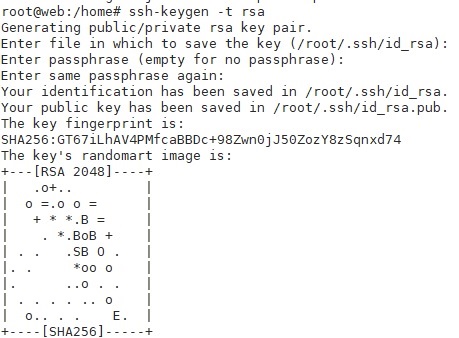 root@web:/home# ssh-keygen -t rsa
Generating public/private rsa key pair.
Enter file in which to save the key (/root/.ssh/id_rsa):
Enter passphrase (empty for no passphrase):
Enter same passphrase again:
Your identification has been saved in /root/.ssh/id_rsa.
Your public key has been saved in /root/.ssh/id_rsa.pub.
The key fingerprint is:
SHA256:GT67iLhAV4PMfcaBBDc+98Zwn0jJ50ZozY8zSqnxd74
The key's randomart image is:
+---[RSA 2048]----+
|   .o+..         |
|  o =.o o =      |
|   + * *.B =     |
|    . *.BoB +    |
| . .   .SB O .   |
|. .     *oo o    |
|.      ..o . .   |
| . . . . .. o    |
|  o.. . .    E.  |
+----[SHA256]-----+